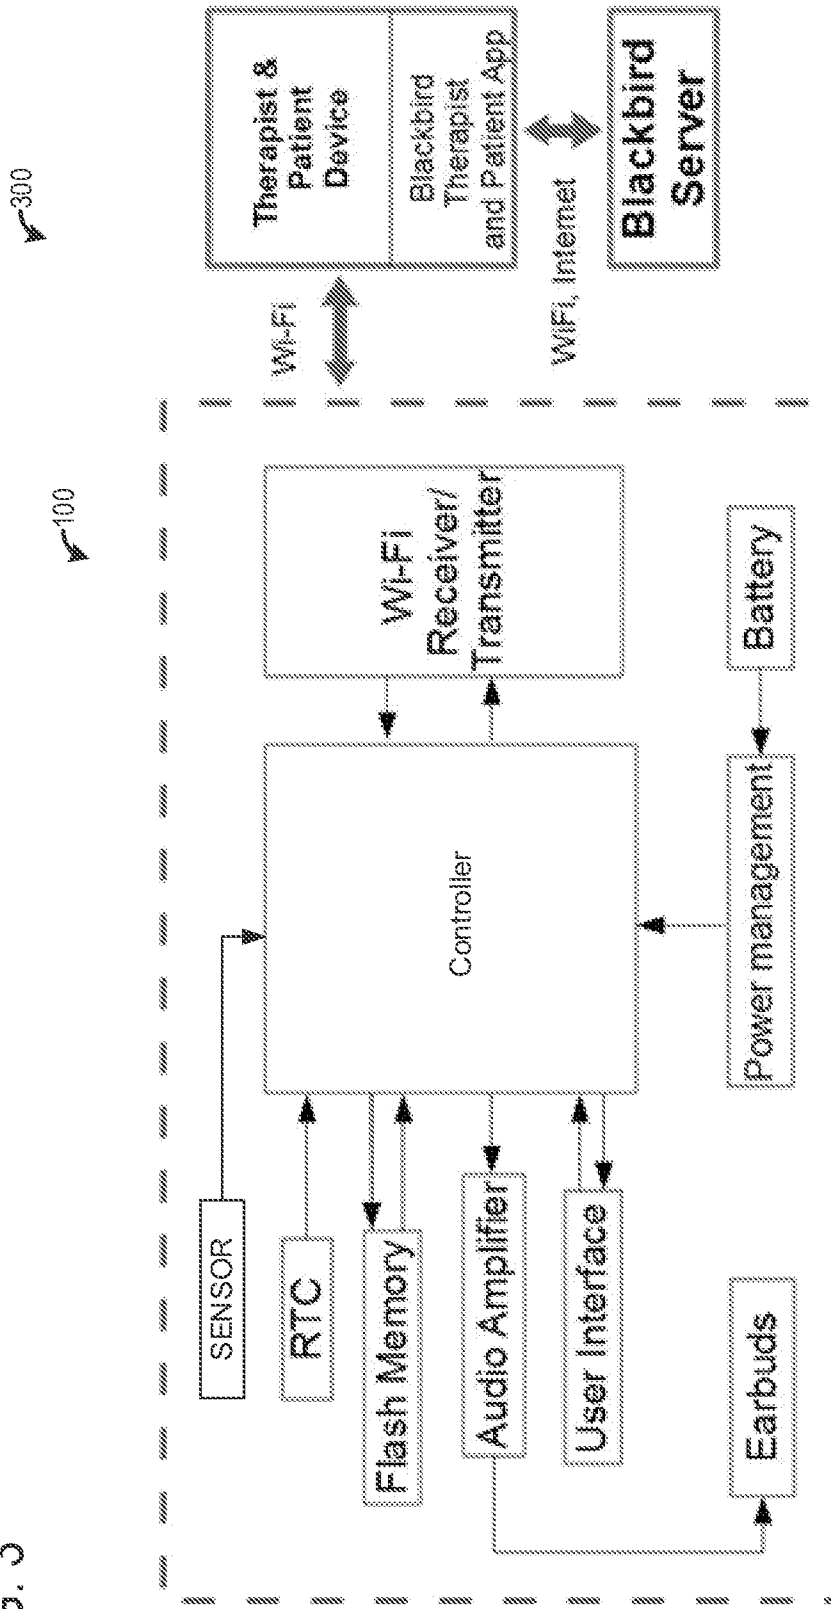 300
100
Therapist &
Patient
Device
Blackbird
Therapist
and Patient App
Wi-Fi
WiFi, Internet
Blackbird
Server
Wi-Fi
Receiver/
Transmitter
Controller
SENSOR
RTC
Flash Memory
Audio Amplifier
User Interface
Earbuds
Power management
Battery